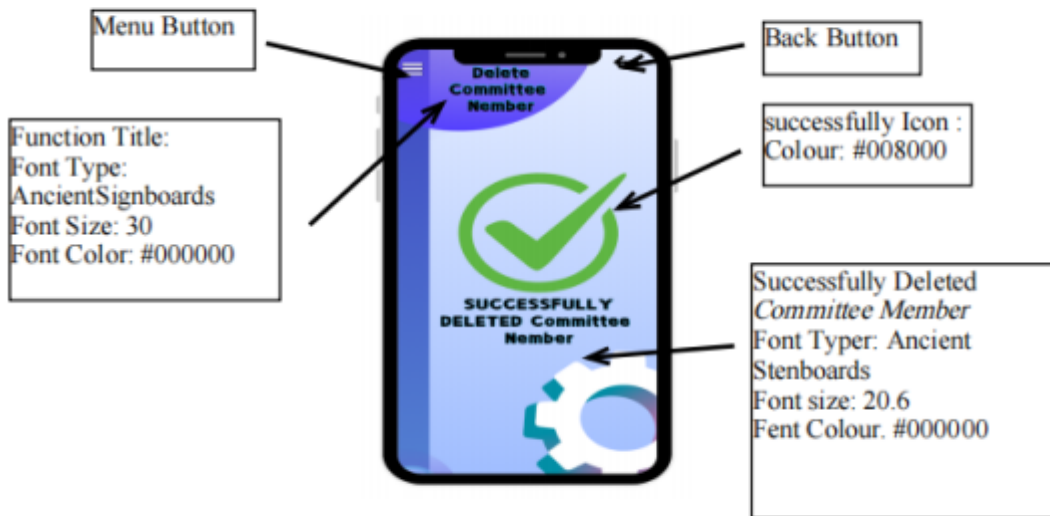 Menu Button
Back Button
Delete
Committee
Nember
successfully Icon :
Colour: #008000
Function Title:
Font Type:
AncientSignboards
Font Size: 30
Font Color: #000000
SUCCESSFULLY
DELETED Committee
Nember
Successfully Deleted
Committee Member
Font Typer: Ancient
Stenboards
Font size: 20.6
Fent Colour. #000000